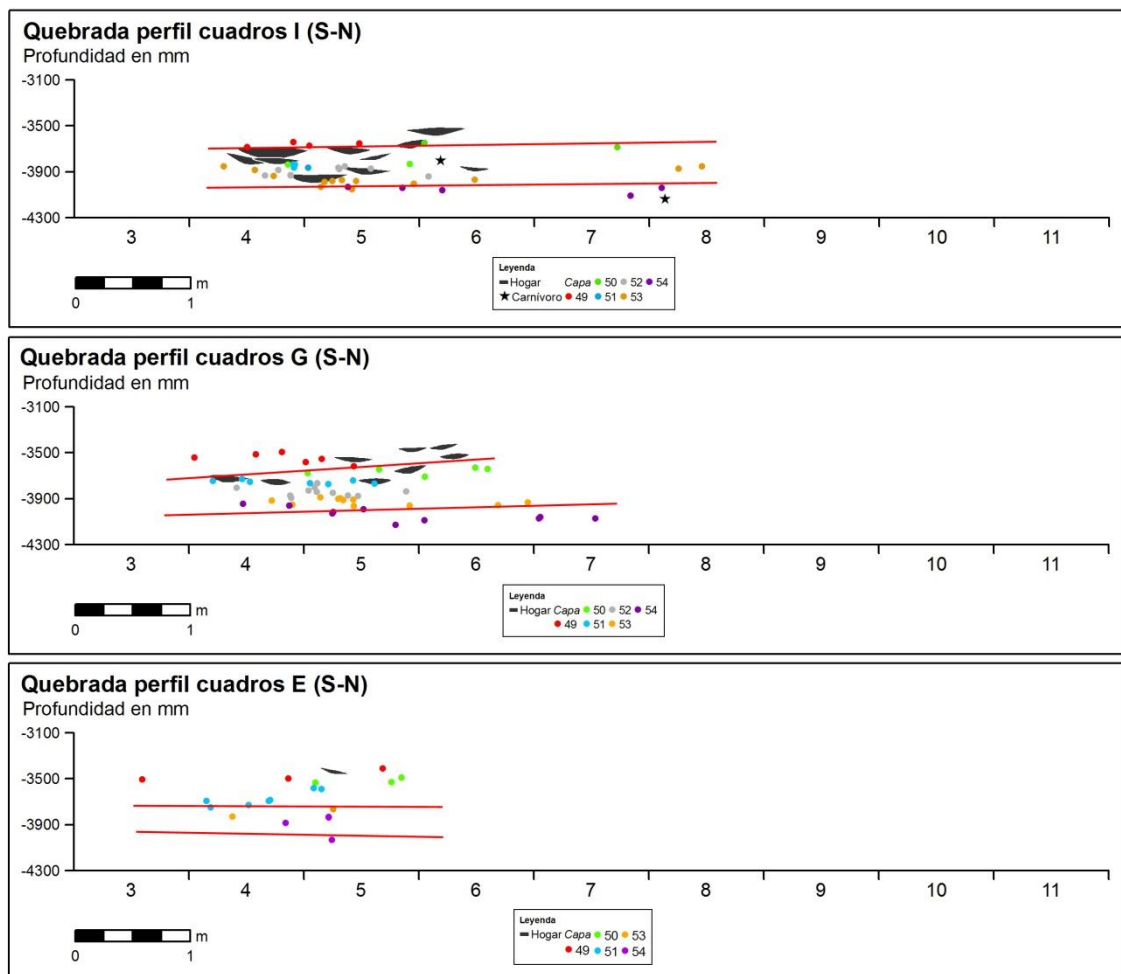 Quebrada perfil cuadros I (S-N)
Profundidad en mm
-3100
-3500
-3900
-4300
3 4 5 6 7 8 9 10 11
m
0 1
Leyenda
Hogar Capa 50 52 54
Carnívoro 49 51 53
Quebrada perfil cuadros G (S-N)
Profundidad en mm
-3100
-3500
-3900
-4300
3 4 5 6 7 8 9 10 11
m
0 1
Leyenda
Hogar Capa 50 52 54
49 51 53
Quebrada perfil cuadros E (S-N)
Profundidad en mm
-3100
-3500
-3900
-4300
3 4 5 6 7 8 9 10 11
m
0 1
Leyenda
Hogar Capa 50 53
49 51 54